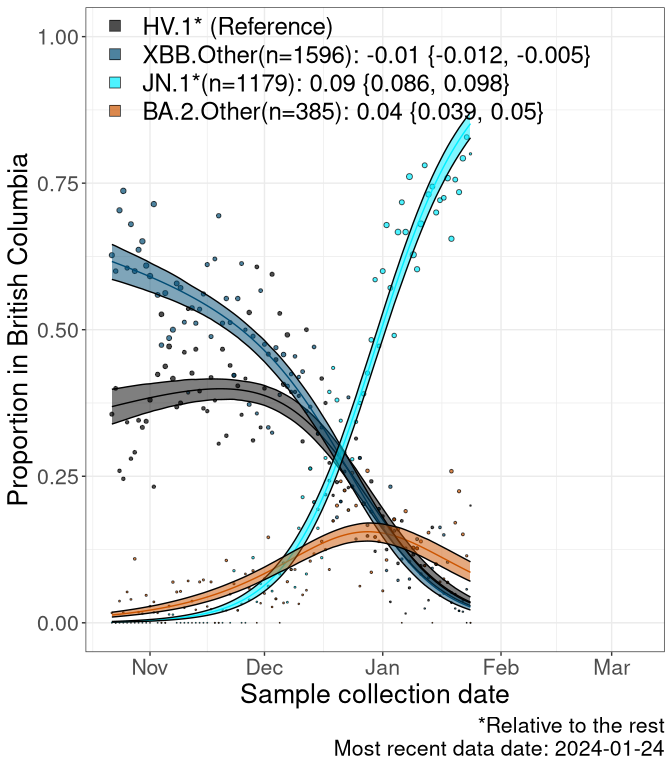 HV.1* (Reference)
XBB.Other(n=1596): -0.01 {-0.012, -0.005}
JN.1*(n=1179): 0.09 {0.086, 0.098}
BA.2.Other(n=385): 0.04 {0.039, 0.05}
1.00
0.75
0.50
0.25
0.00
Proportion in British Columbia
Nov Dec Jan Feb Mar
Sample collection date
*Relative to the rest
Most recent data date: 2024-01-24